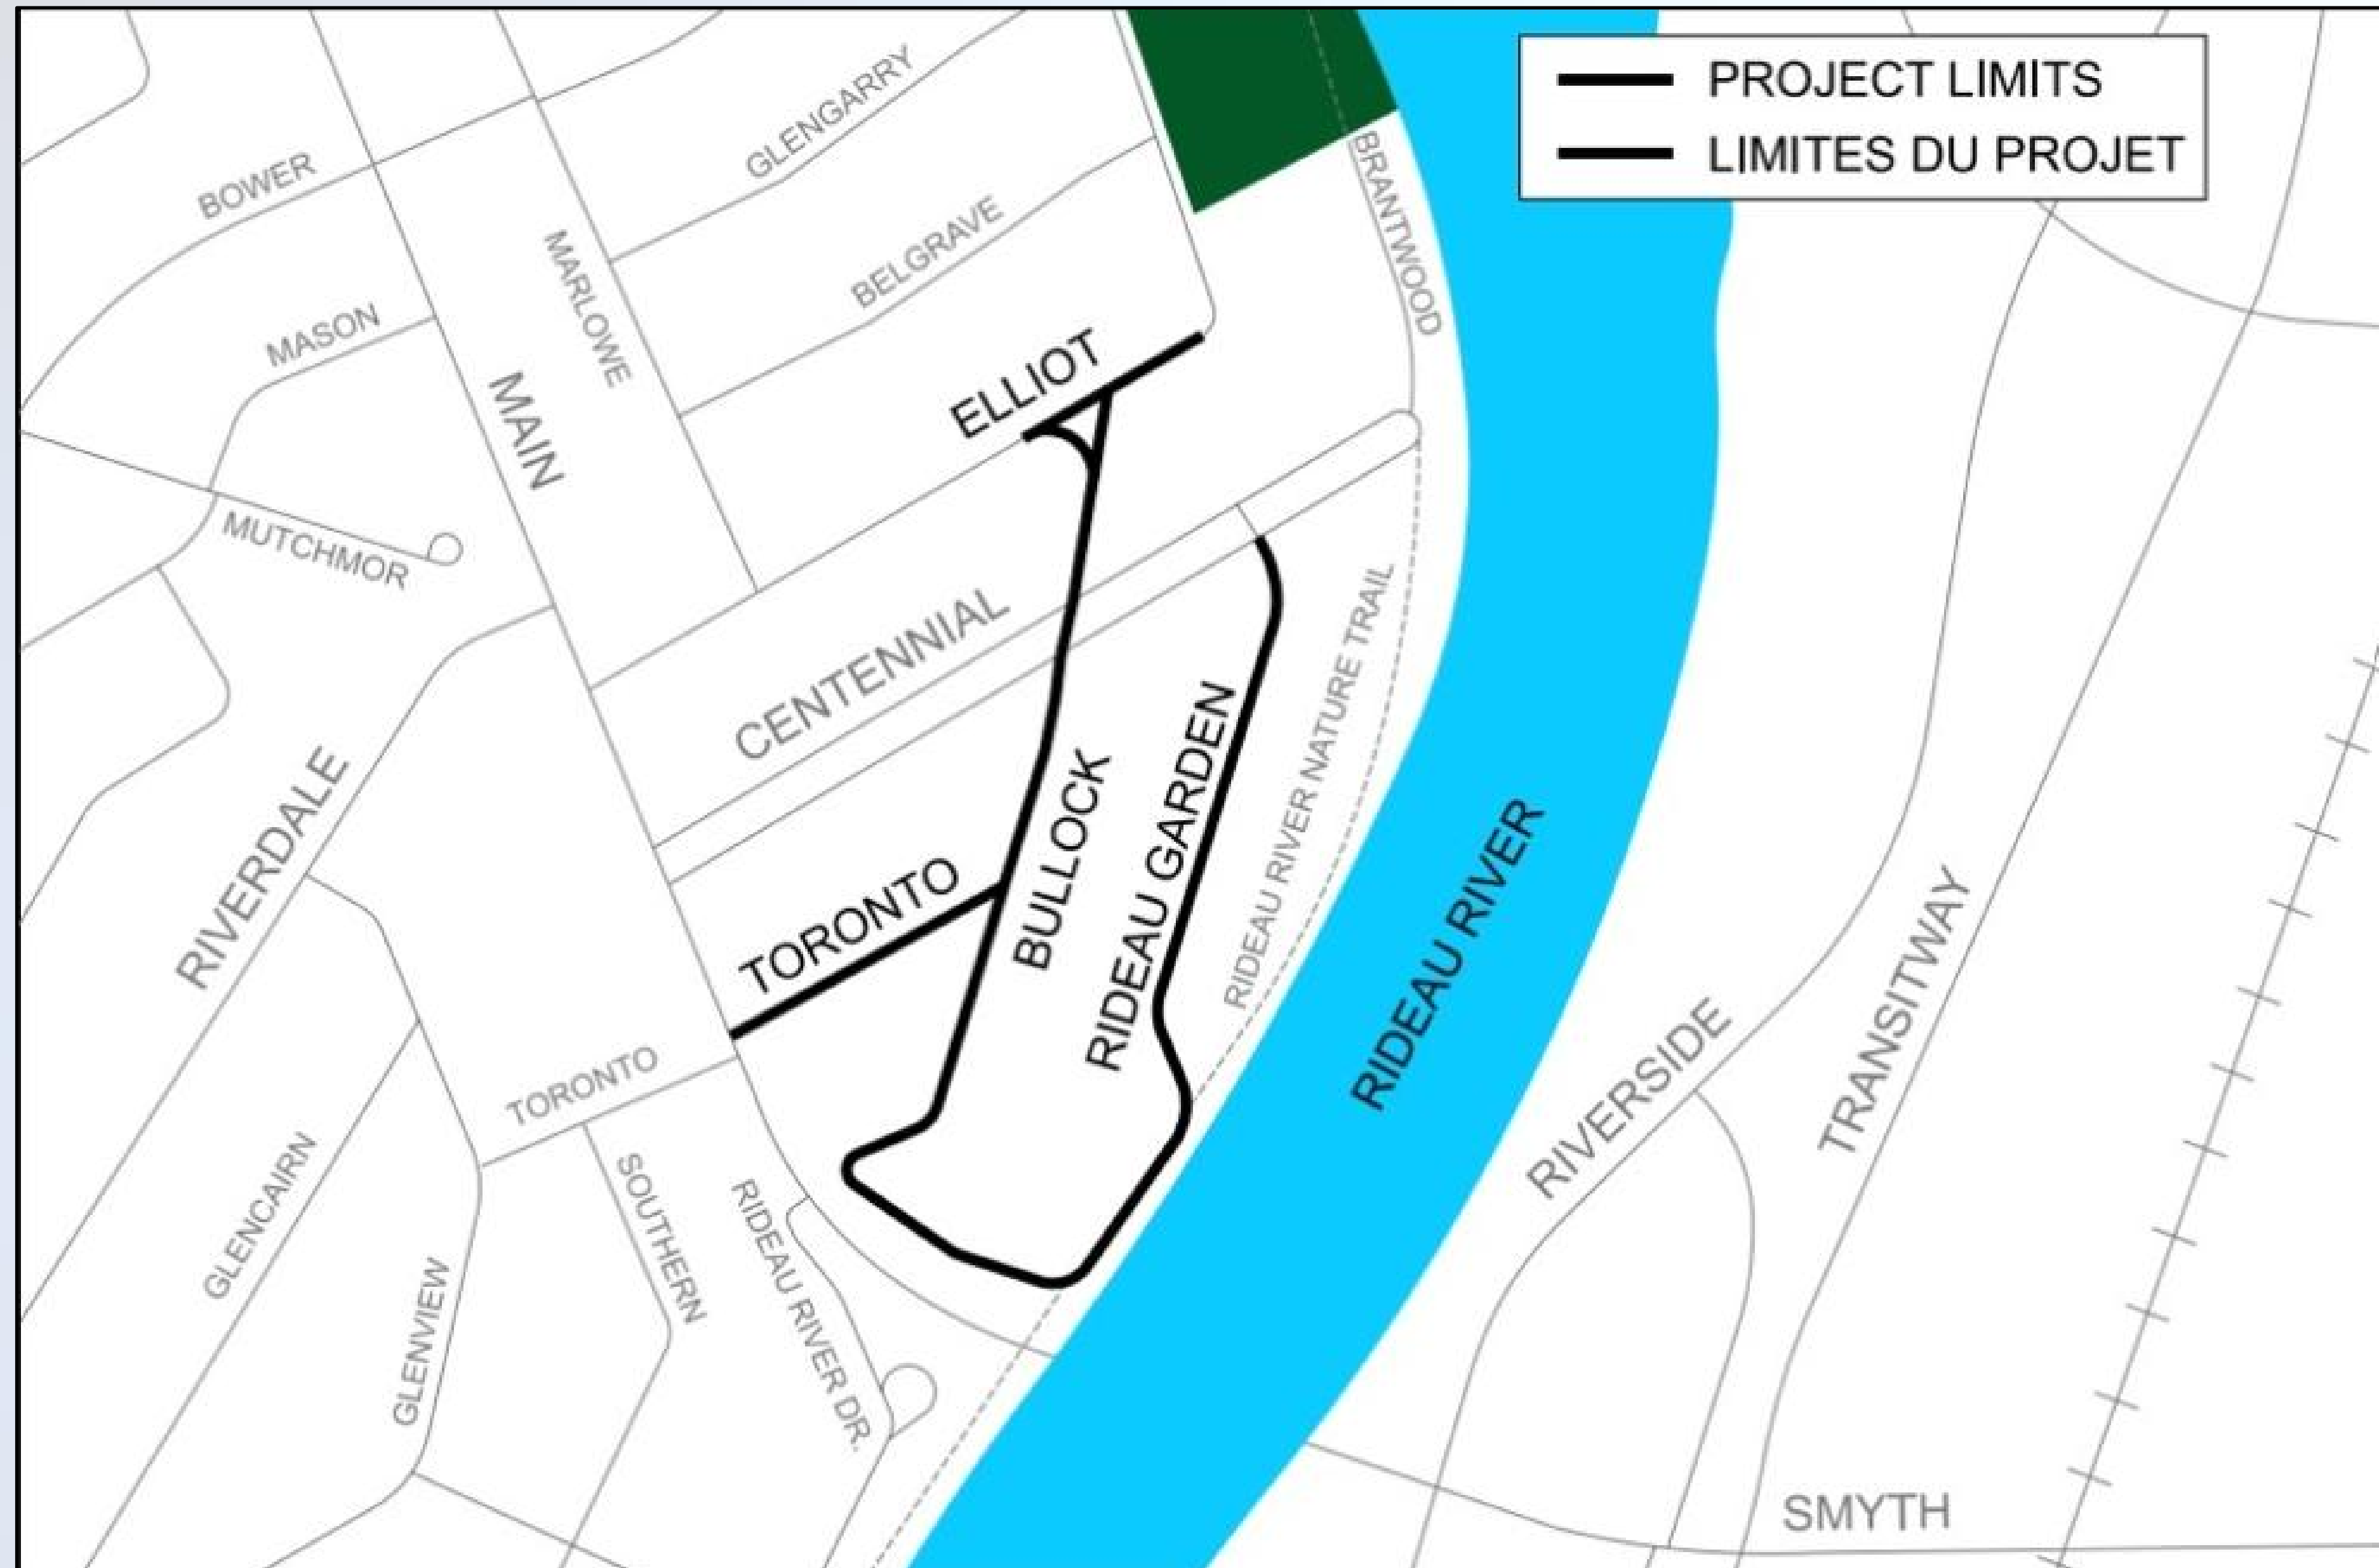 PROJECT LIMITS
LIMITES DU PROJET
GLENGARRY
BOWER
BRANTWOOD
BELGRAVE
MARLOWE
MASON
ELLIOT
MAIN
MUTCHMOR
CENTENNIAL
RIDEAU RIVER NATURE TRAIL
RIVERDALE
BULLOCK
RIDEAU GARDEN
TORONTO
RIDEAU RIVER
TRANSITWAY
RIVERSIDE
TORONTO
GLENCAIRN
SOUTHERN
RIDEAU RIVER DR.
GLENVIEW
SMYTH